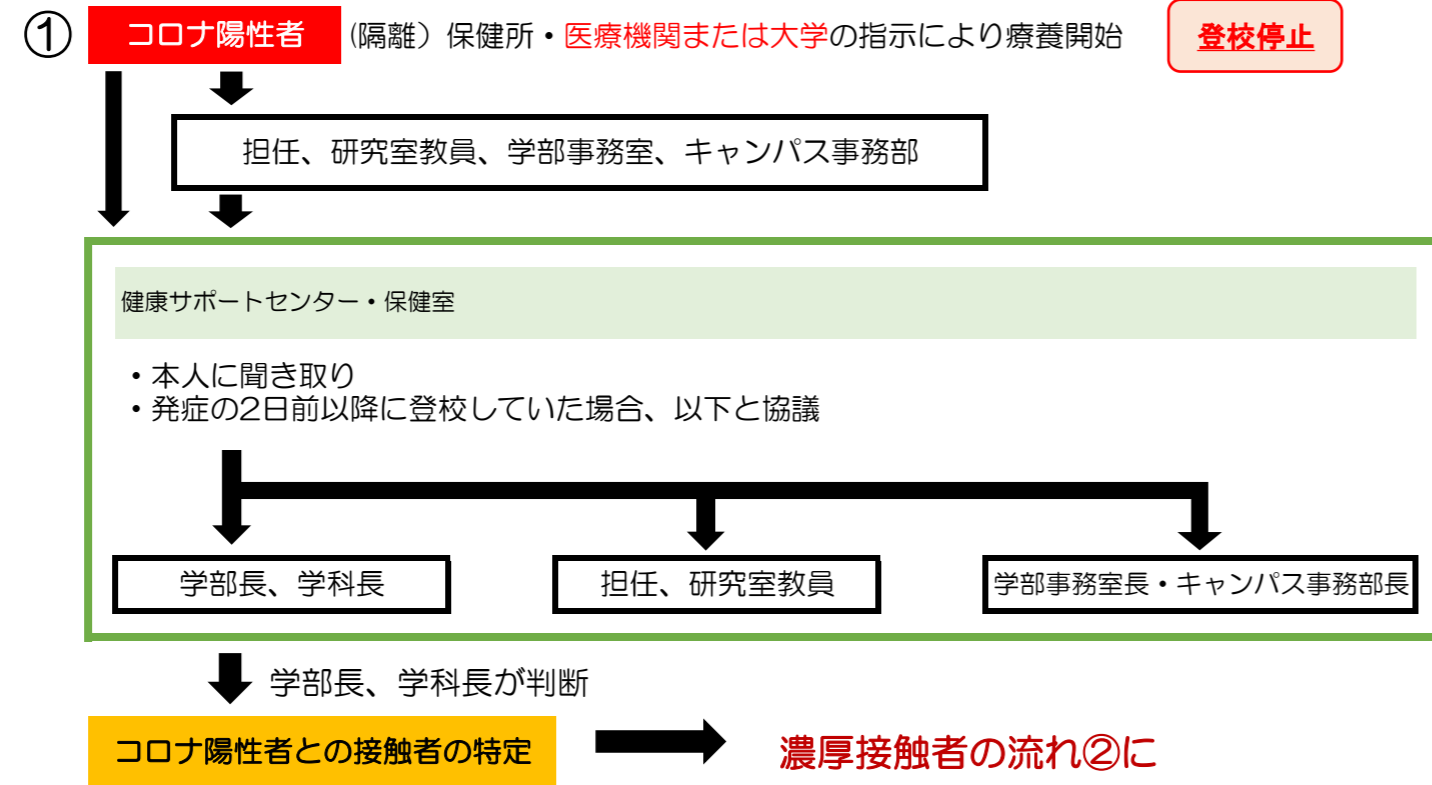 ① コロナ陽性者 (隔離）保健所・医療機関または大学の指示により療養開始 登校停止
担任、研究室教員、学部事務室、キャンパス事務部
健康サポートセンター・保健室
・本人に聞き取り
・発症の2日前以降に登校していた場合、以下と協議
学部長、学科長 担任、研究室教員 学部事務室長・キャンパス事務部長
学部長、学科長が判断
コロナ陽性者との接触者の特定 濃厚接触者の流れ②に